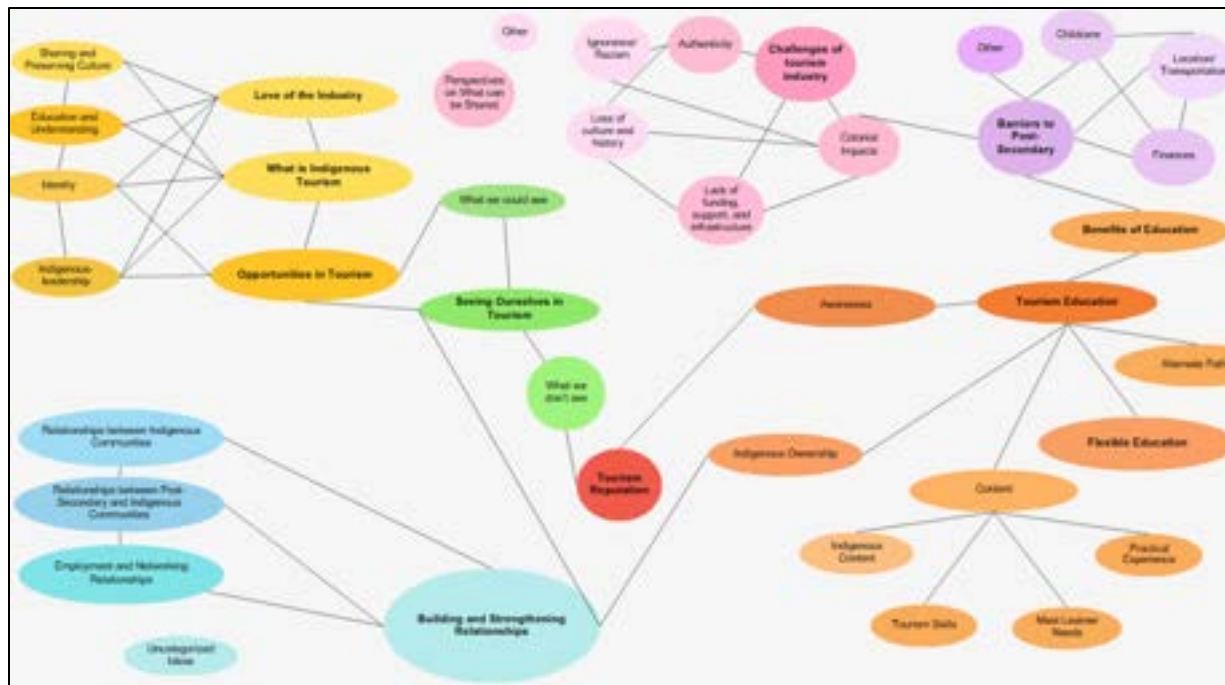 Sharing and
Preserving Culture
Education and
Understanding
Identity
Indigenous
leadership
Love of the Industry
What is Indigenous
Tourism
Opportunities in Tourism
Other
Perspectives
on What can
be Shared
What we could see
Seeing Ourselves in
Tourism
What we
don't see
Tourism
Reputation
Ignorance/
Racism
Authenticity
Challenges of
tourism
industry
Loss of
culture and
history
Colonial
Impacts
Lack of
funding,
support, and
infrastructure
Other
Childcare
Location/
Transportation
Barriers to
Post-
Secondary
Finances
Benefits of Education
Tourism Education
Awareness
Alternate Path
Flexible Education
Indigenous Ownership
Content
Indigenous
Content
Practical
Experience
Tourism Skills
Meet Learner
Needs
Relationships between Indigenous
Communities
Relationships between Post-
Secondary and Indigenous
Communities
Employment and Networking
Relationships
Building and Strengthening
Relationships
Uncategorized
Ideas